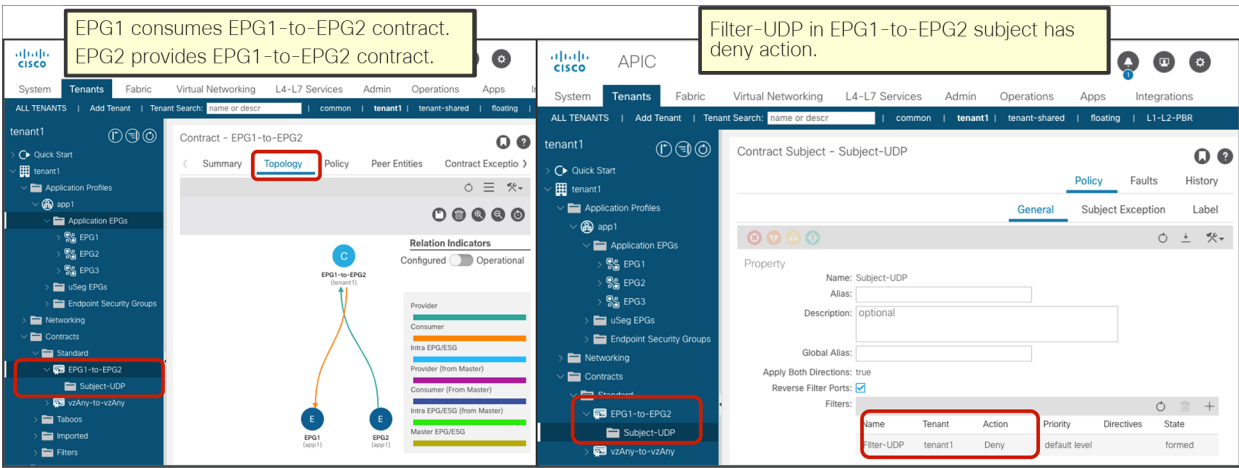 EPG1 consumes EPG1-to-EPG2 contract.
EPG2 provides EPG1-to-EPG2 contract.
cisco
System Tenants Fabric Virtual Networking L4-L7 Services Admin Operations Apps
ALL TENANTS | Add Tenant | Tenant Search: name or descr | common | tenant1 | tenant-shared | floating |
tenant1
Quick Start
tenant1
Application Profiles
app1
Application EPGs
EPG1
EPG2
EPG3
uSeg EPGs
Endpoint Security Groups
Networking
Contracts
Standard
EPG1-to-EPG2
Subject-UDP
vzAny-to-vzAny
Taboos
Imported
Filters
Contract - EPG1-to-EPG2
Summary Topology Policy Peer Entities Contract Exceptio
Relation Indicators
Configured Operational
C
EPG1-to-EPG2
(tenant1)
Provider
Consumer
Intra EPG/ESG
Provider (from Master)
Consumer (From Master)
Intra EPG/ESG (from Master)
Master EPG/ESG
E E
EPG1 EPG2
(app1) (app1)
Filter-UDP in EPG1-to-EPG2 subject has
deny action.
cisco APIC
1
System Tenants Fabric Virtual Networking L4-L7 Services Admin Operations Apps Integrations
ALL TENANTS | Add Tenant | Tenant Search: name or descr | common | tenant1 | tenant-shared | floating | L1-L2-PBR
tenant1
Quick Start
tenant1
Application Profiles
app1
Application EPGs
EPG1
EPG2
EPG3
uSeg EPGs
Endpoint Security Groups
Networking
Contracts
Standard
EPG1-to-EPG2
Subject-UDP
vzAny-to-vzAny
Contract Subject - Subject-UDP
Policy Faults History
General Subject Exception Label
Property
Name: Subject-UDP
Alias:
Description: optional
Global Alias:
Apply Both Directions: true
Reverse Filter Ports:
Filters:
Name Tenant Action Priority Directives State
Filter-UDP tenant1 Deny default level formed